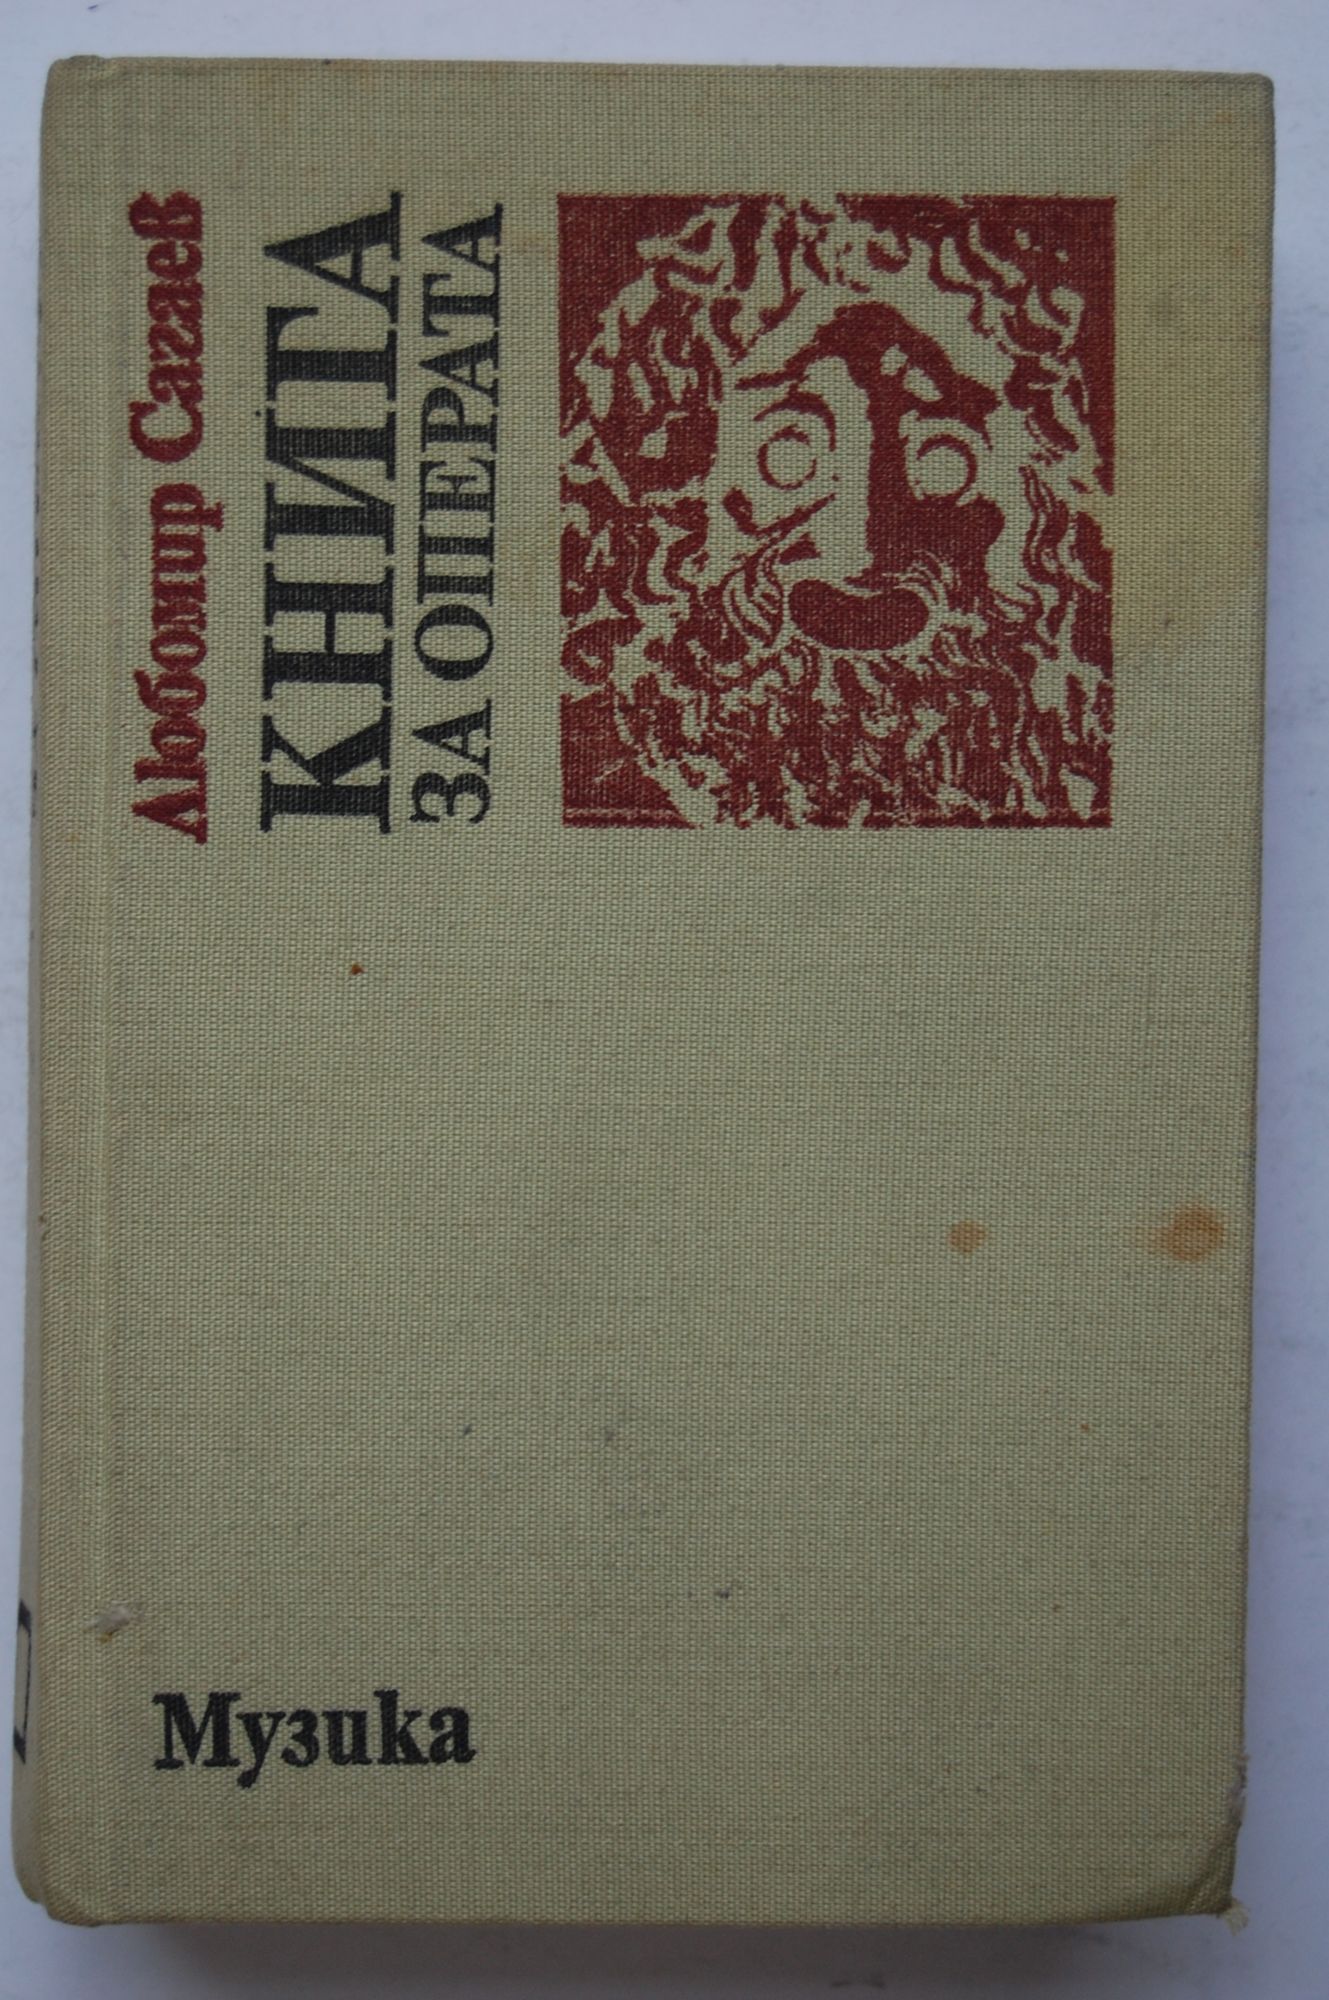 Любомир Сагаев
КНИГА
ЗА ОПЕРАТА
Музика